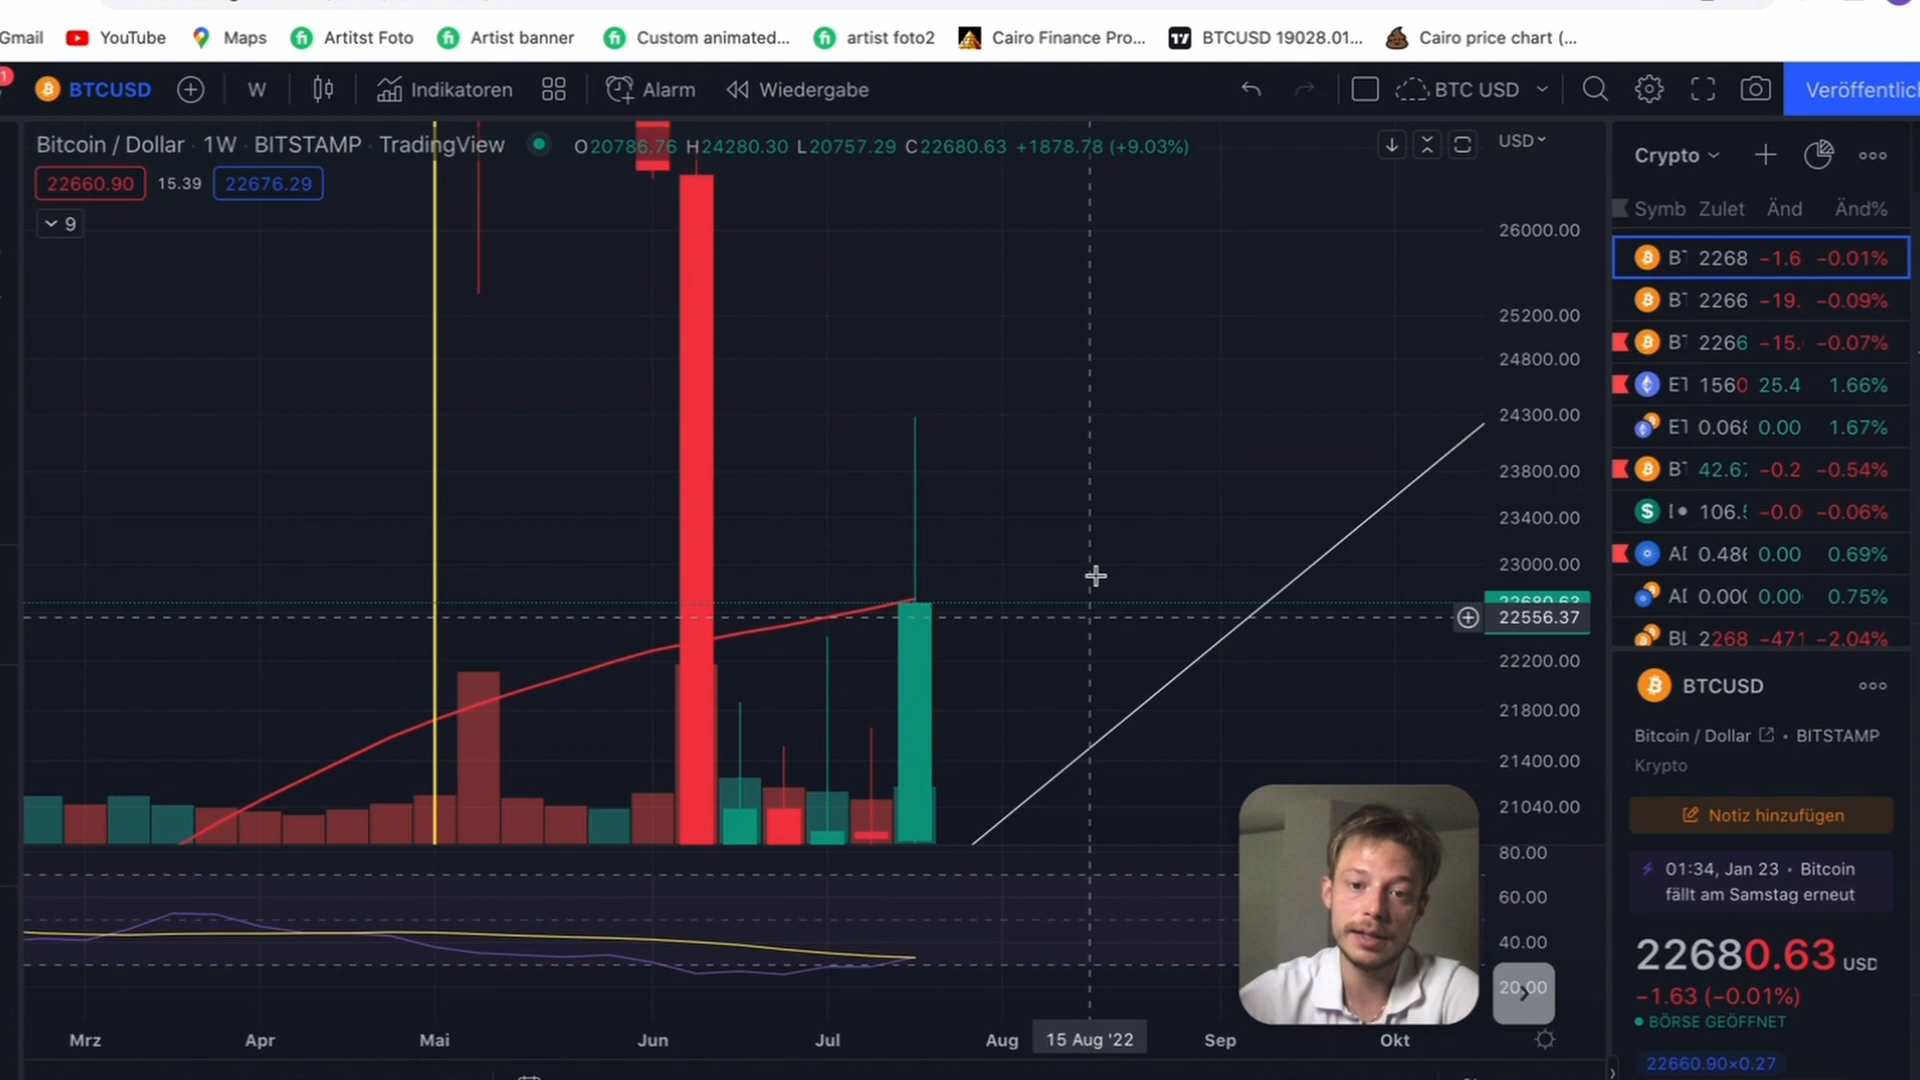 Gmail YouTube Maps Artitst Foto Artist banner Custom animated... artist foto2 Cairo Finance Pro... BTCUSD 19028.01... Cairo price chart (...
1 BTCUSD W Indikatoren Alarm Wiedergabe BTC USD Veröffentlic
Bitcoin / Dollar · 1W · BITSTAMP · TradingView O20786.76 H24280.30 L20757.29 C22680.63 +1878.78 (+9.03%) USD
22660.90 15.39 22676.29
9
26000.00
25200.00
24800.00
24300.00
23800.00
23400.00
23000.00
22680.63
22556.37
22200.00
21800.00
21400.00
21040.00
80.00
60.00
40.00
20.00
Mrz Apr Mai Jun Jul Aug 15 Aug '22 Sep Okt
Crypto
Symb Zulet Änd Änd%
2268 −1.6 −0.01%
2266 −19. −0.09%
2266 −15. −0.07%
1560 25.4 1.66%
0.068 0.00 1.67%
42.6 −0.2 −0.54%
106. −0.0 −0.06%
0.486 0.00 0.69%
0.000 0.00 0.75%
2268 −471 −2.04%
BTCUSD
Bitcoin / Dollar • BITSTAMP
Krypto
Notiz hinzufügen
01:34, Jan 23 • Bitcoin
fällt am Samstag erneut
22680.63 USD
−1.63 (−0.01%)
BÖRSE GEÖFFNET
22660.90×0.27